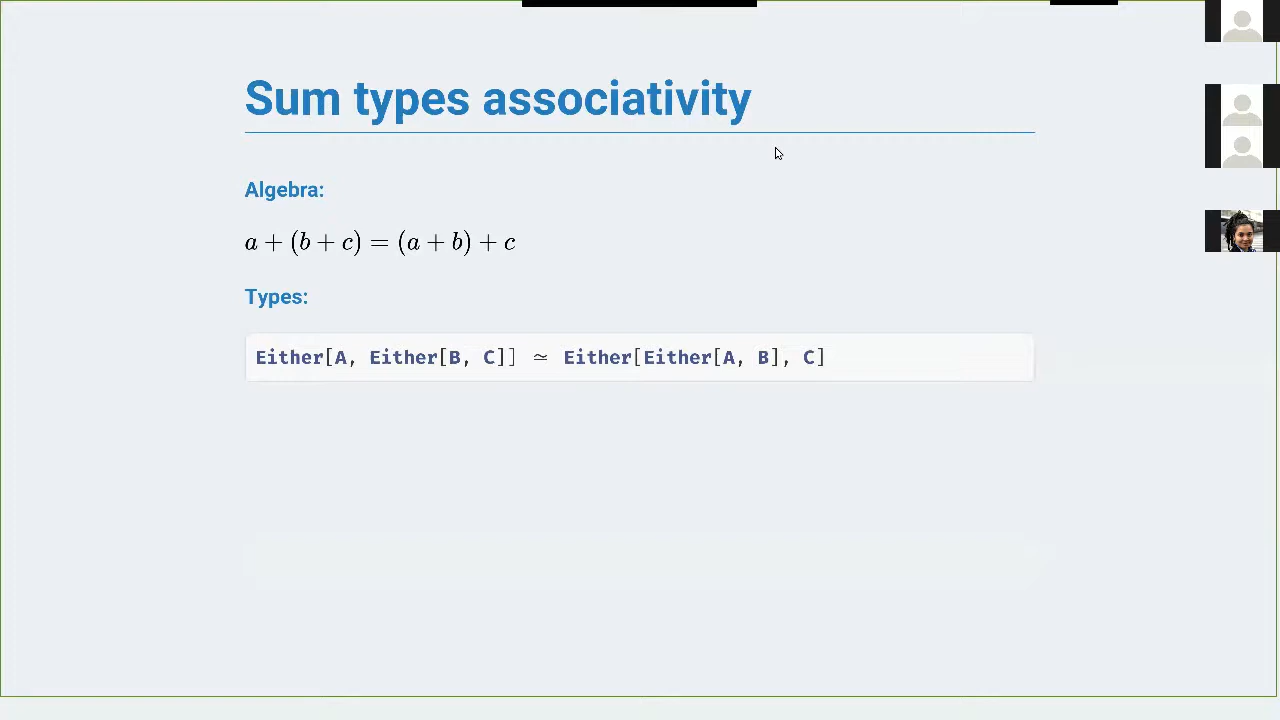 Sum types associativity
Algebra:
a + (b + c) = (a + b) + c
Types:
Either[A, Either[B, C]] ≃ Either[Either[A, B], C]